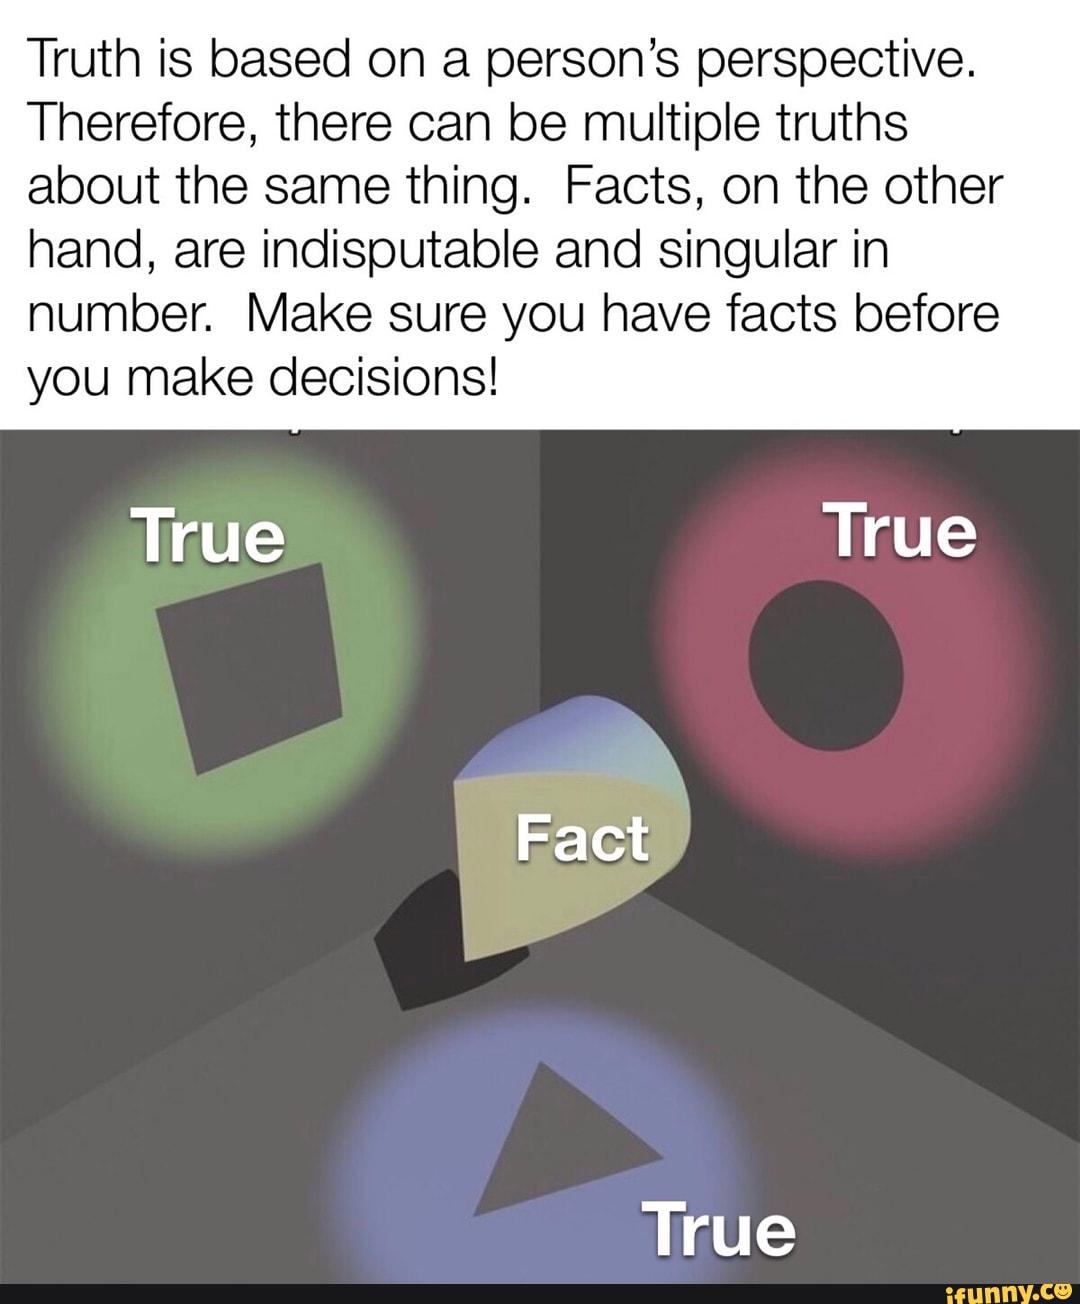 Truth is based on a person’s perspective.
Therefore, there can be multiple truths
about the same thing.  Facts, on the other
hand, are indisputable and singular in
number.  Make sure you have facts before
you make decisions!
True
True
Fact
True
ifunny.co